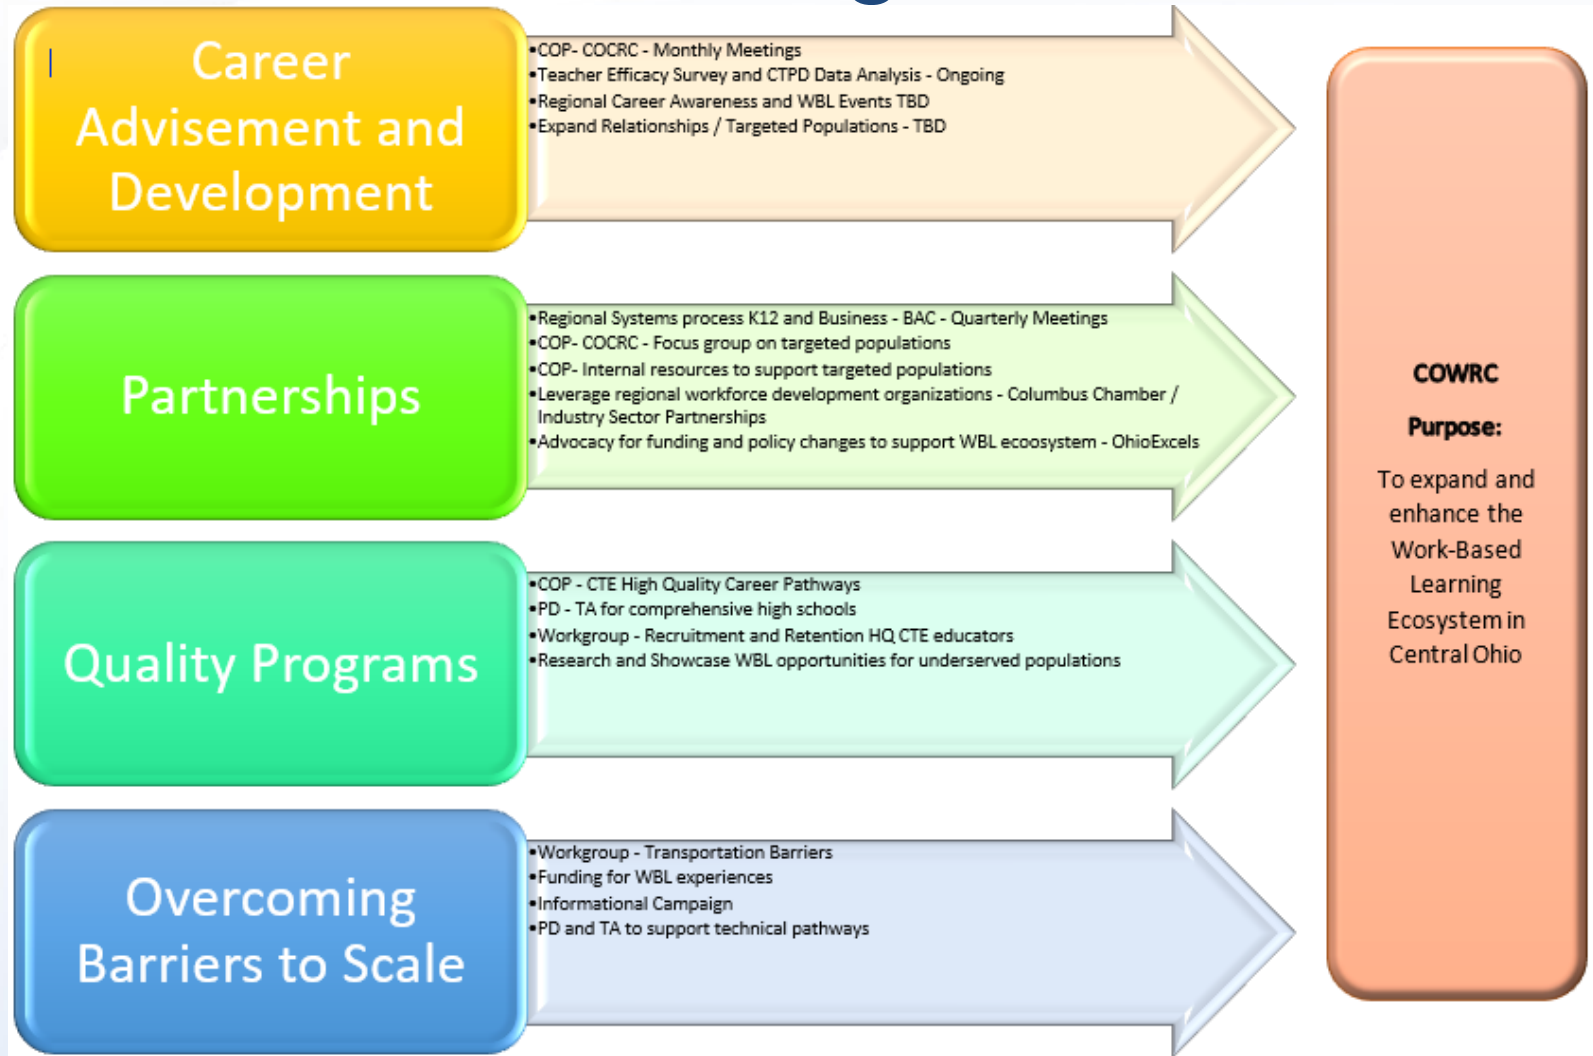 Career
Advisement and
Development
•COP- COCRC - Monthly Meetings
•Teacher Efficacy Survey and CTPD Data Analysis - Ongoing
•Regional Career Awareness and WBL Events TBD
•Expand Relationships / Targeted Populations - TBD
Partnerships
•Regional Systems process K12 and Business - BAC - Quarterly Meetings
•COP- COCRC - Focus group on targeted populations
•COP- Internal resources to support targeted populations
•Leverage regional workforce development organizations - Columbus Chamber /
Industry Sector Partnerships
•Advocacy for funding and policy changes to support WBL ecoosystem - OhioExcels
Quality Programs
•COP - CTE High Quality Career Pathways
•PD - TA for comprehensive high schools
•Workgroup - Recruitment and Retention HQ CTE educators
•Research and Showcase WBL opportunities for underserved populations
Overcoming
Barriers to Scale
•Workgroup - Transportation Barriers
•Funding for WBL experiences
•Informational Campaign
•PD and TA to support technical pathways
COWRC
Purpose:
To expand and
enhance the
Work-Based
Learning
Ecosystem in
Central Ohio